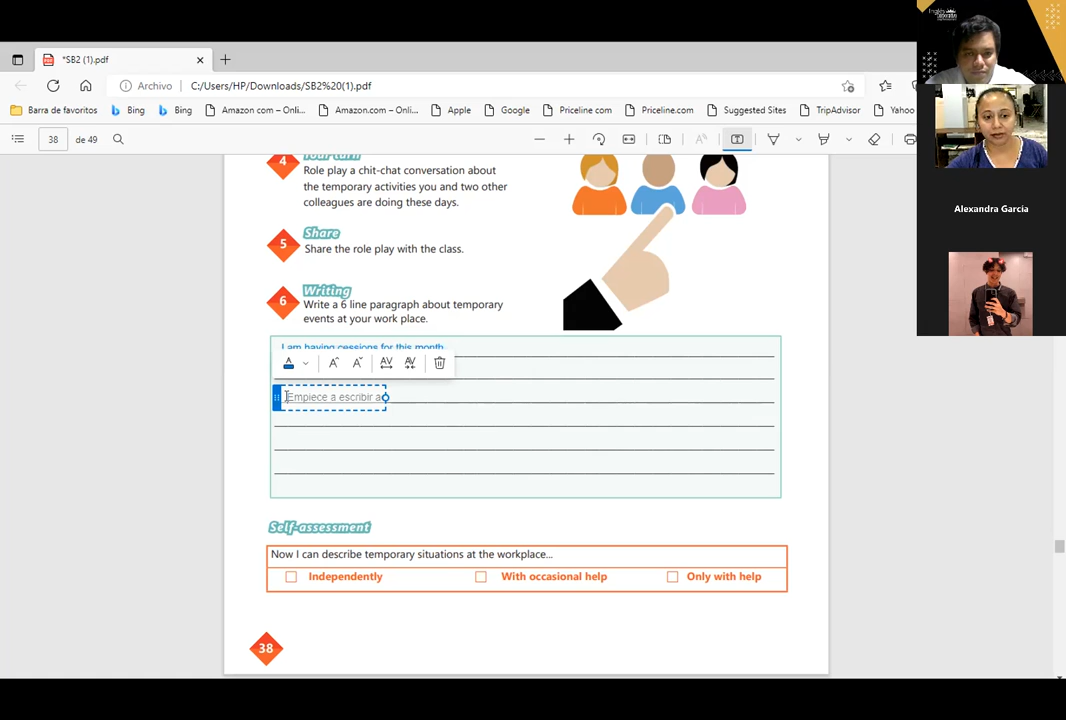 Inglés
*SB2 (1).pdf
Archivo
C:/Users/HP/Downloads/SB2%20(1).pdf
Barra de favoritos
Bing
Bing
Amazon com – Onli...
Amazon.com – Onli...
Apple
Google
Priceline com
Priceline.com
Suggested Sites
TripAdvisor
Yahoo
38
de 49
4
Your turn
Role play a chit-chat conversation about
the temporary activities you and two other
colleagues are doing these days.
5
Share
Share the role play with the class.
6
Writing
Write a 6 line paragraph about temporary
events at your work place.
I am having cessions for this month
Empiece a escribir a
Self-assessment
Now I can describe temporary situations at the workplace...
Independently
With occasional help
Only with help
38
Alexandra Garcia